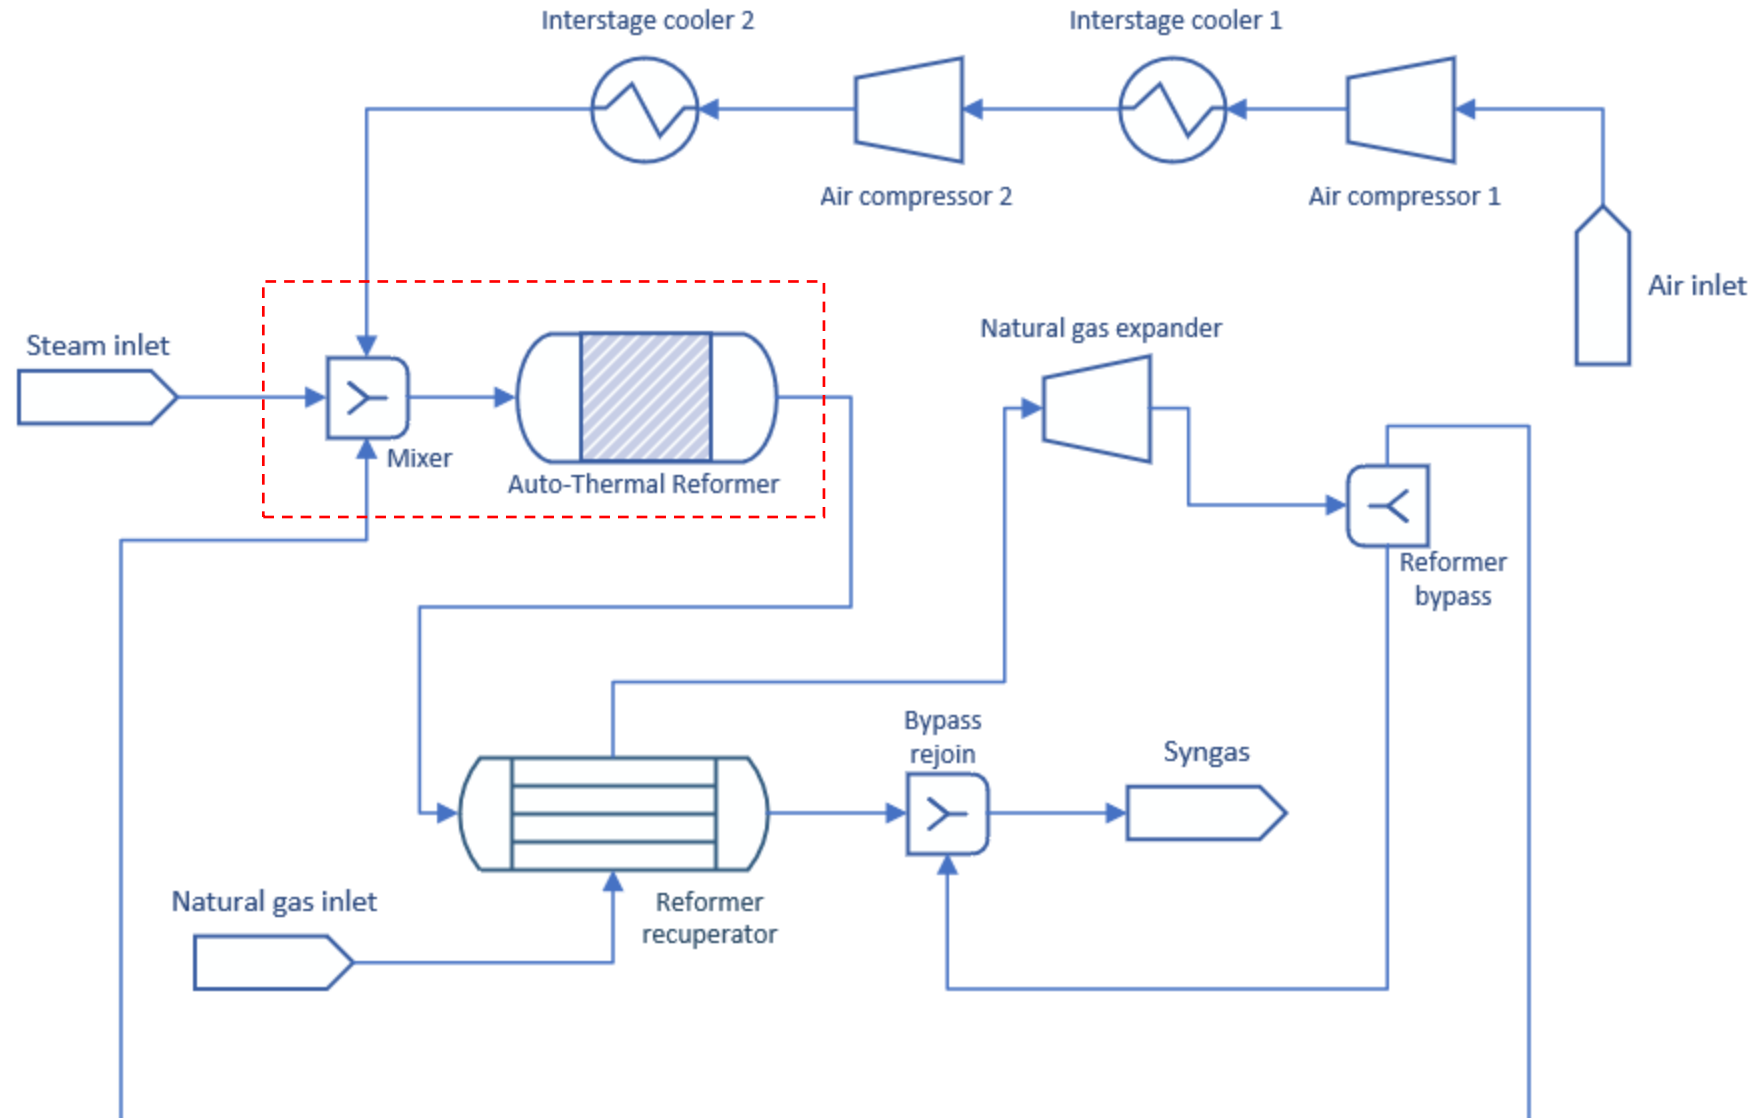 Interstage cooler 2
Interstage cooler 1
Air compressor 2
Air compressor 1
Air inlet
Steam inlet
Natural gas expander
Mixer
Auto-Thermal Reformer
Reformer
bypass
Bypass
rejoin
Syngas
Natural gas inlet
Reformer
recuperator